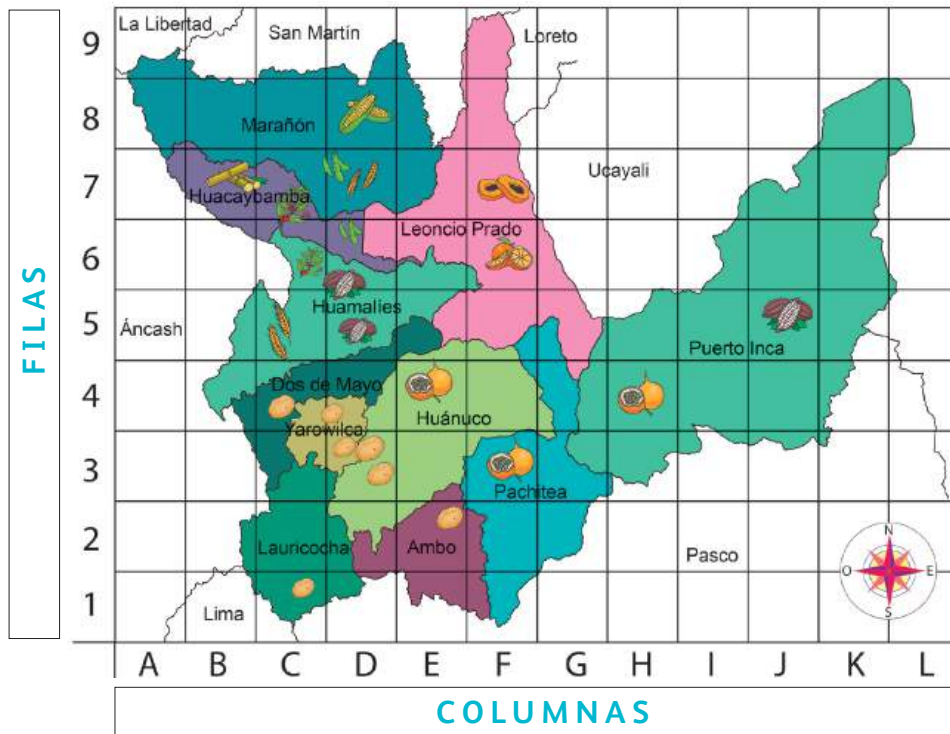 FILAS
9
8
7
6
5
4
3
2
1
La Libertad
San Martín
Loreto
Marañón
Ucayali
Huacaybamba
Leoncio Prado
Huamalíes
Áncash
Puerto Inca
Dos de Mayo
Huánuco
Yarowilca
Pachitea
Lauricocha
Ambo
Pasco
Lima
N
O
E
S
A B C D E F G H I J K L
COLUMNAS